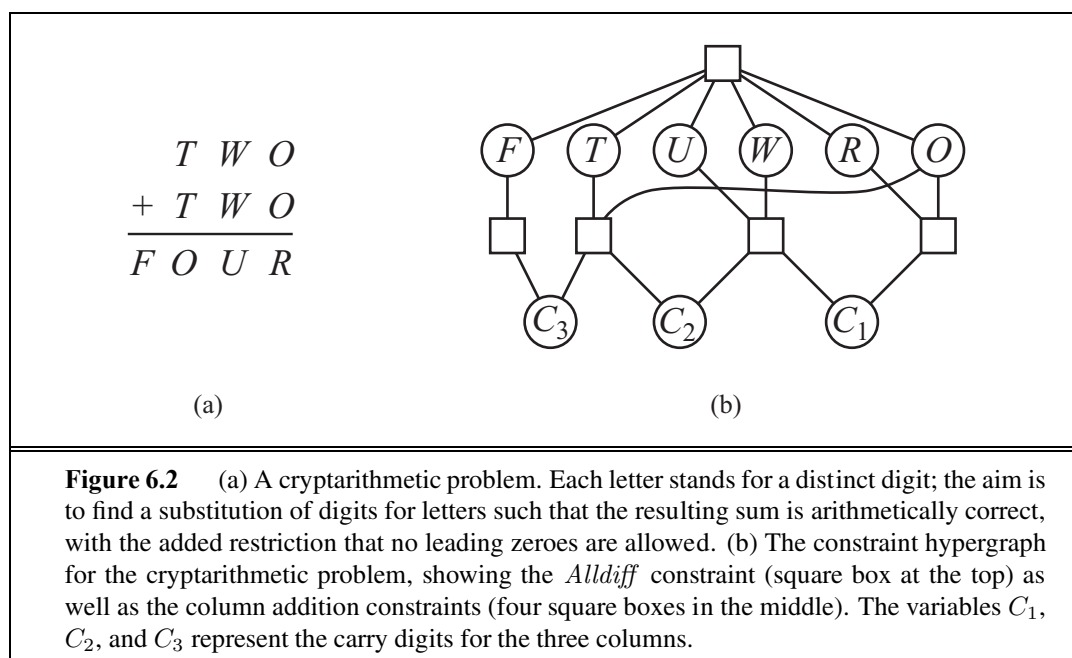 T W O
+ T W O
F O U R
(a)
F T U W R O
C₃ C₂ C₁
(b)
Figure 6.2 (a) A cryptarithmetic problem. Each letter stands for a distinct digit; the aim is
to find a substitution of digits for letters such that the resulting sum is arithmetically correct,
with the added restriction that no leading zeroes are allowed. (b) The constraint hypergraph
for the cryptarithmetic problem, showing the Alldiff constraint (square box at the top) as
well as the column addition constraints (four square boxes in the middle). The variables C₁,
C₂, and C₃ represent the carry digits for the three columns.